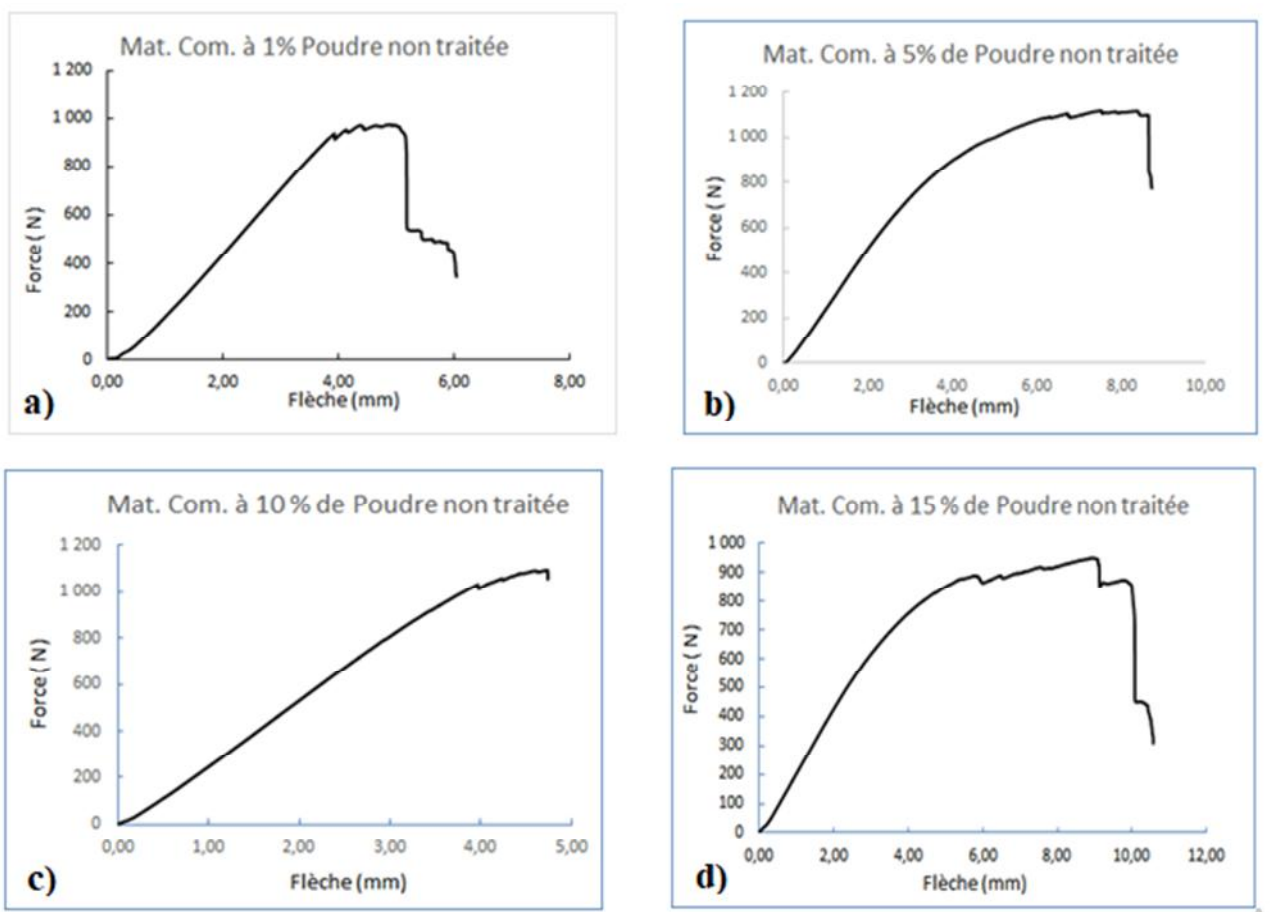 Mat. Com. à 1% Poudre non traitée
1 200
1 000
800
600
400
200
0
Force ( N)
0,00 2,00 4,00 6,00 8,00
Flèche (mm)
a)
Mat. Com. à 5% de Poudre non traitée
1 200
1 000
800
600
400
200
0
Force ( N)
0,00 2,00 4,00 6,00 8,00 10,00
Flèche (mm)
b)
Mat. Com. à 10 % de Poudre non traitée
1 200
1 000
800
600
400
200
0
Force ( N)
0,00 1,00 2,00 3,00 4,00 5,00
Flèche (mm)
c)
Mat. Com. à 15 % de Poudre non traitée
1 000
900
800
700
600
500
400
300
200
100
0
Force ( N)
0,00 2,00 4,00 6,00 8,00 10,00 12,00
Flèche (mm)
d)